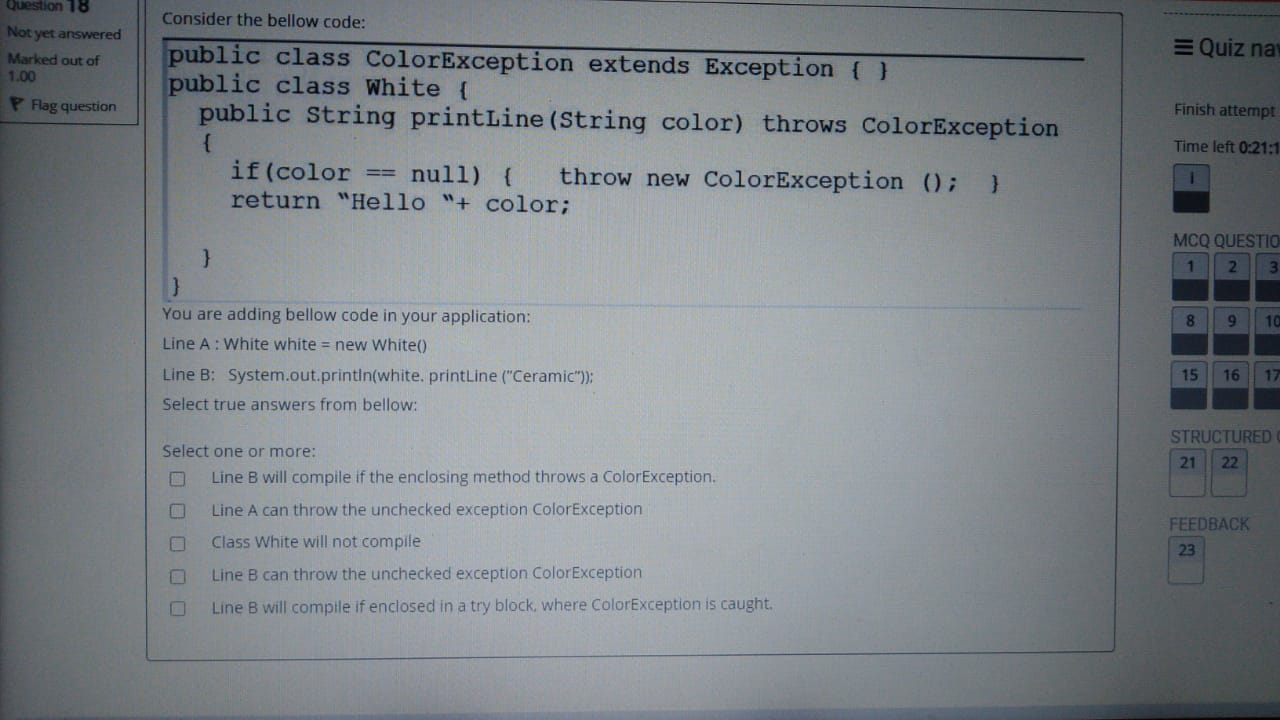 Question 18
Not yet answered
Marked out of
1.00
Flag question
Consider the bellow code:
public class ColorException extends Exception { }
public class White {
public String printLine(String color) throws ColorException
{
if(color == null) { throw new ColorException (); }
return “Hello “+ color;
}
}
You are adding bellow code in your application:
Line A : White white = new White()
Line B: System.out.println(white. printLine ("Ceramic"));
Select true answers from bellow:
Select one or more:
Line B will compile if the enclosing method throws a ColorException.
Line A can throw the unchecked exception ColorException
Class White will not compile
Line B can throw the unchecked exception ColorException
Line B will compile if enclosed in a try block, where ColorException is caught.
Quiz na
Finish attempt
Time left 0:21:1
i
MCQ QUESTIO
1 2 3
8 9 10
15 16 17
STRUCTURED
21 22
FEEDBACK
23